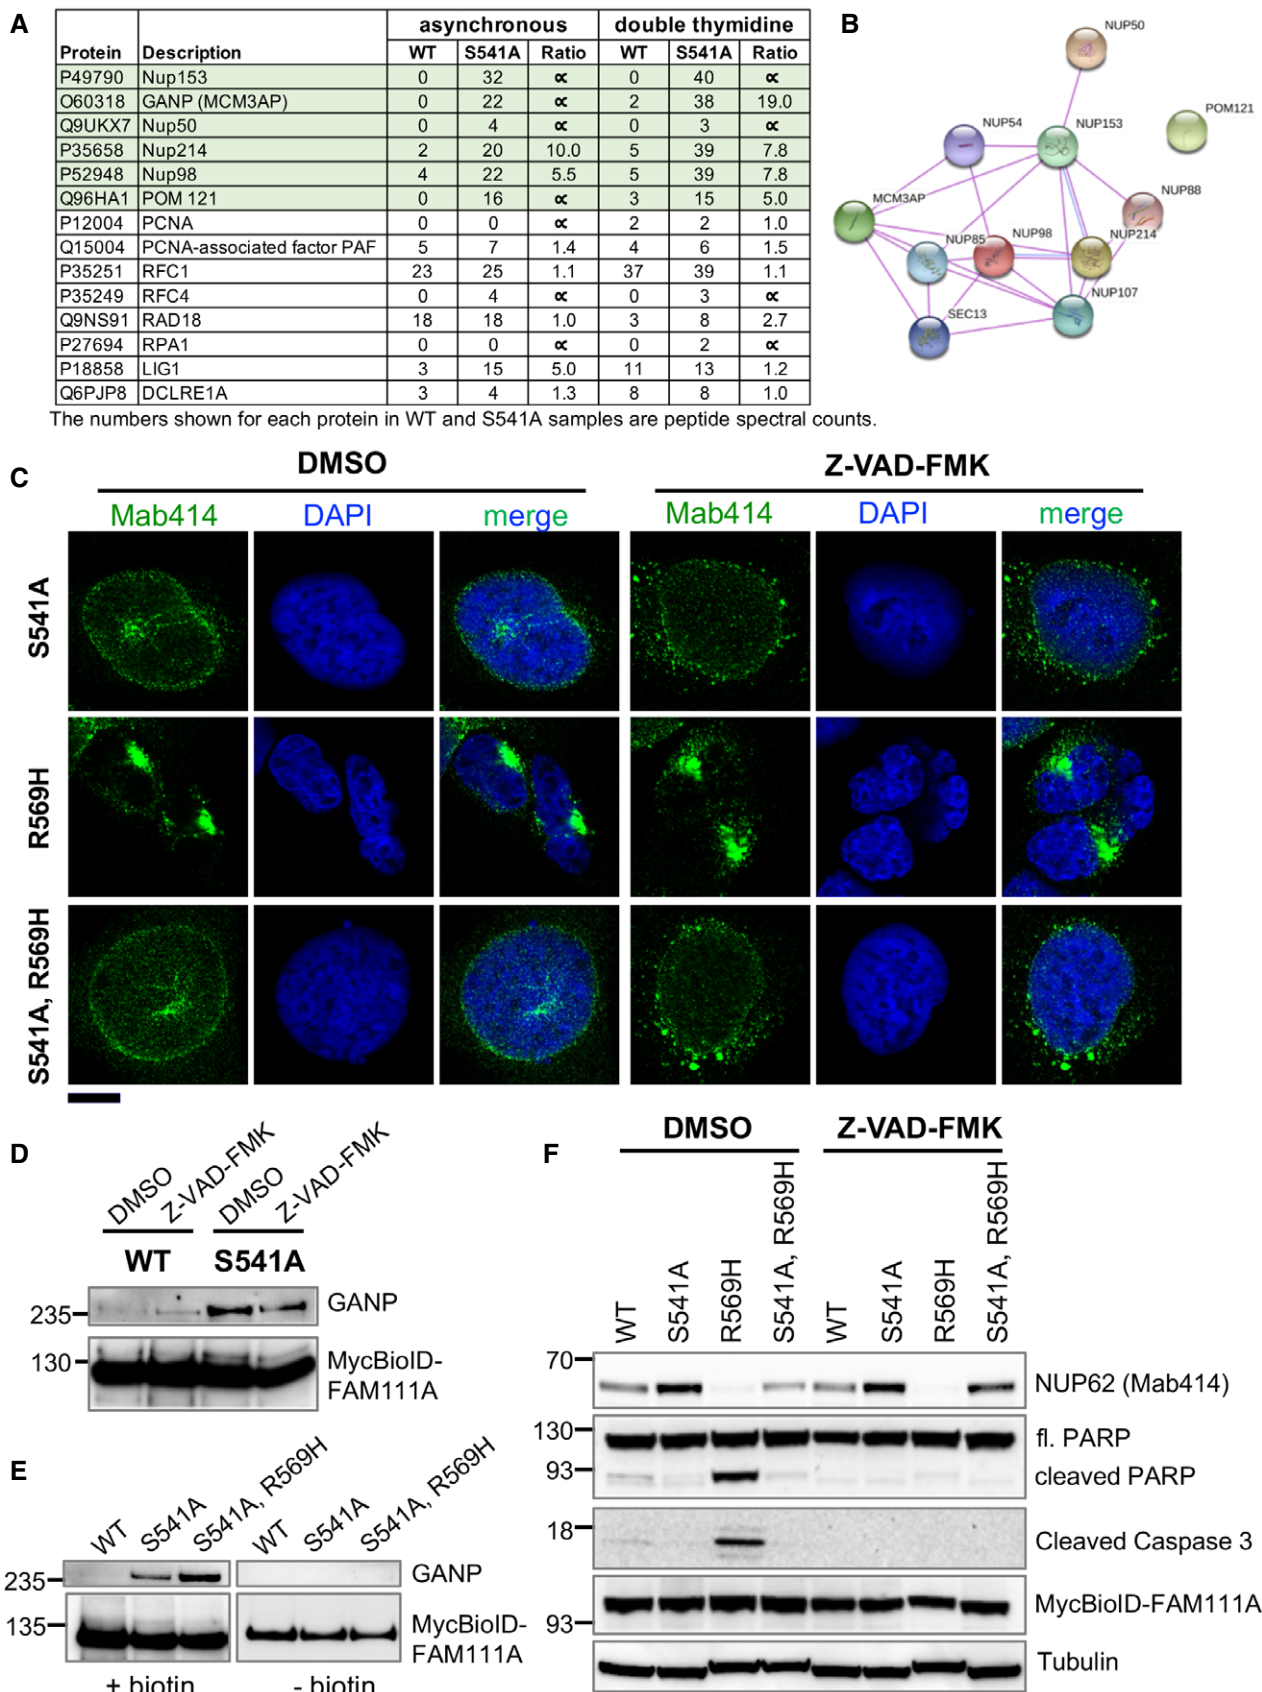 A
asynchronous double thymidine
Protein Description WT S541A Ratio WT S541A Ratio
P49790 Nup153 0 32 ∝ 0 40 ∝
O60318 GANP (MCM3AP) 0 22 ∝ 2 38 19.0
Q9UKX7 Nup50 0 4 ∝ 0 3 ∝
P35658 Nup214 2 20 10.0 5 39 7.8
P52948 Nup98 4 22 5.5 5 39 7.8
Q96HA1 POM 121 0 16 ∝ 3 15 5.0
P12004 PCNA 0 0 ∝ 2 2 1.0
Q15004 PCNA-associated factor PAF 5 7 1.4 4 6 1.5
P35251 RFC1 23 25 1.1 37 39 1.1
P35249 RFC4 0 4 ∝ 0 3 ∝
Q9NS91 RAD18 18 18 1.0 3 8 2.7
P27694 RPA1 0 0 ∝ 0 2 ∝
P18858 LIG1 3 15 5.0 11 13 1.2
Q6PJP8 DCLRE1A 3 4 1.3 8 8 1.0
The numbers shown for each protein in WT and S541A samples are peptide spectral counts.
B
NUP50
POM121
NUP54
NUP153
NUP88
MCM3AP
NUP85
NUP98
NUP214
NUP107
SEC13
C
DMSO Z-VAD-FMK
Mab414 DAPI merge Mab414 DAPI merge
S541A
R569H
S541A, R569H
D
DMSO Z-VAD-FMK DMSO Z-VAD-FMK
WT S541A
235 GANP
130 MycBioID-
FAM111A
E
WT S541A S541A, R569H WT S541A S541A, R569H
235 GANP
135 MycBioID-
FAM111A
+ biotin - biotin
F
DMSO Z-VAD-FMK
WT S541A R569H S541A, R569H WT S541A R569H S541A, R569H
70 NUP62 (Mab414)
130 fl. PARP
93 cleaved PARP
18 Cleaved Caspase 3
MycBioID-FAM111A
93
Tubulin